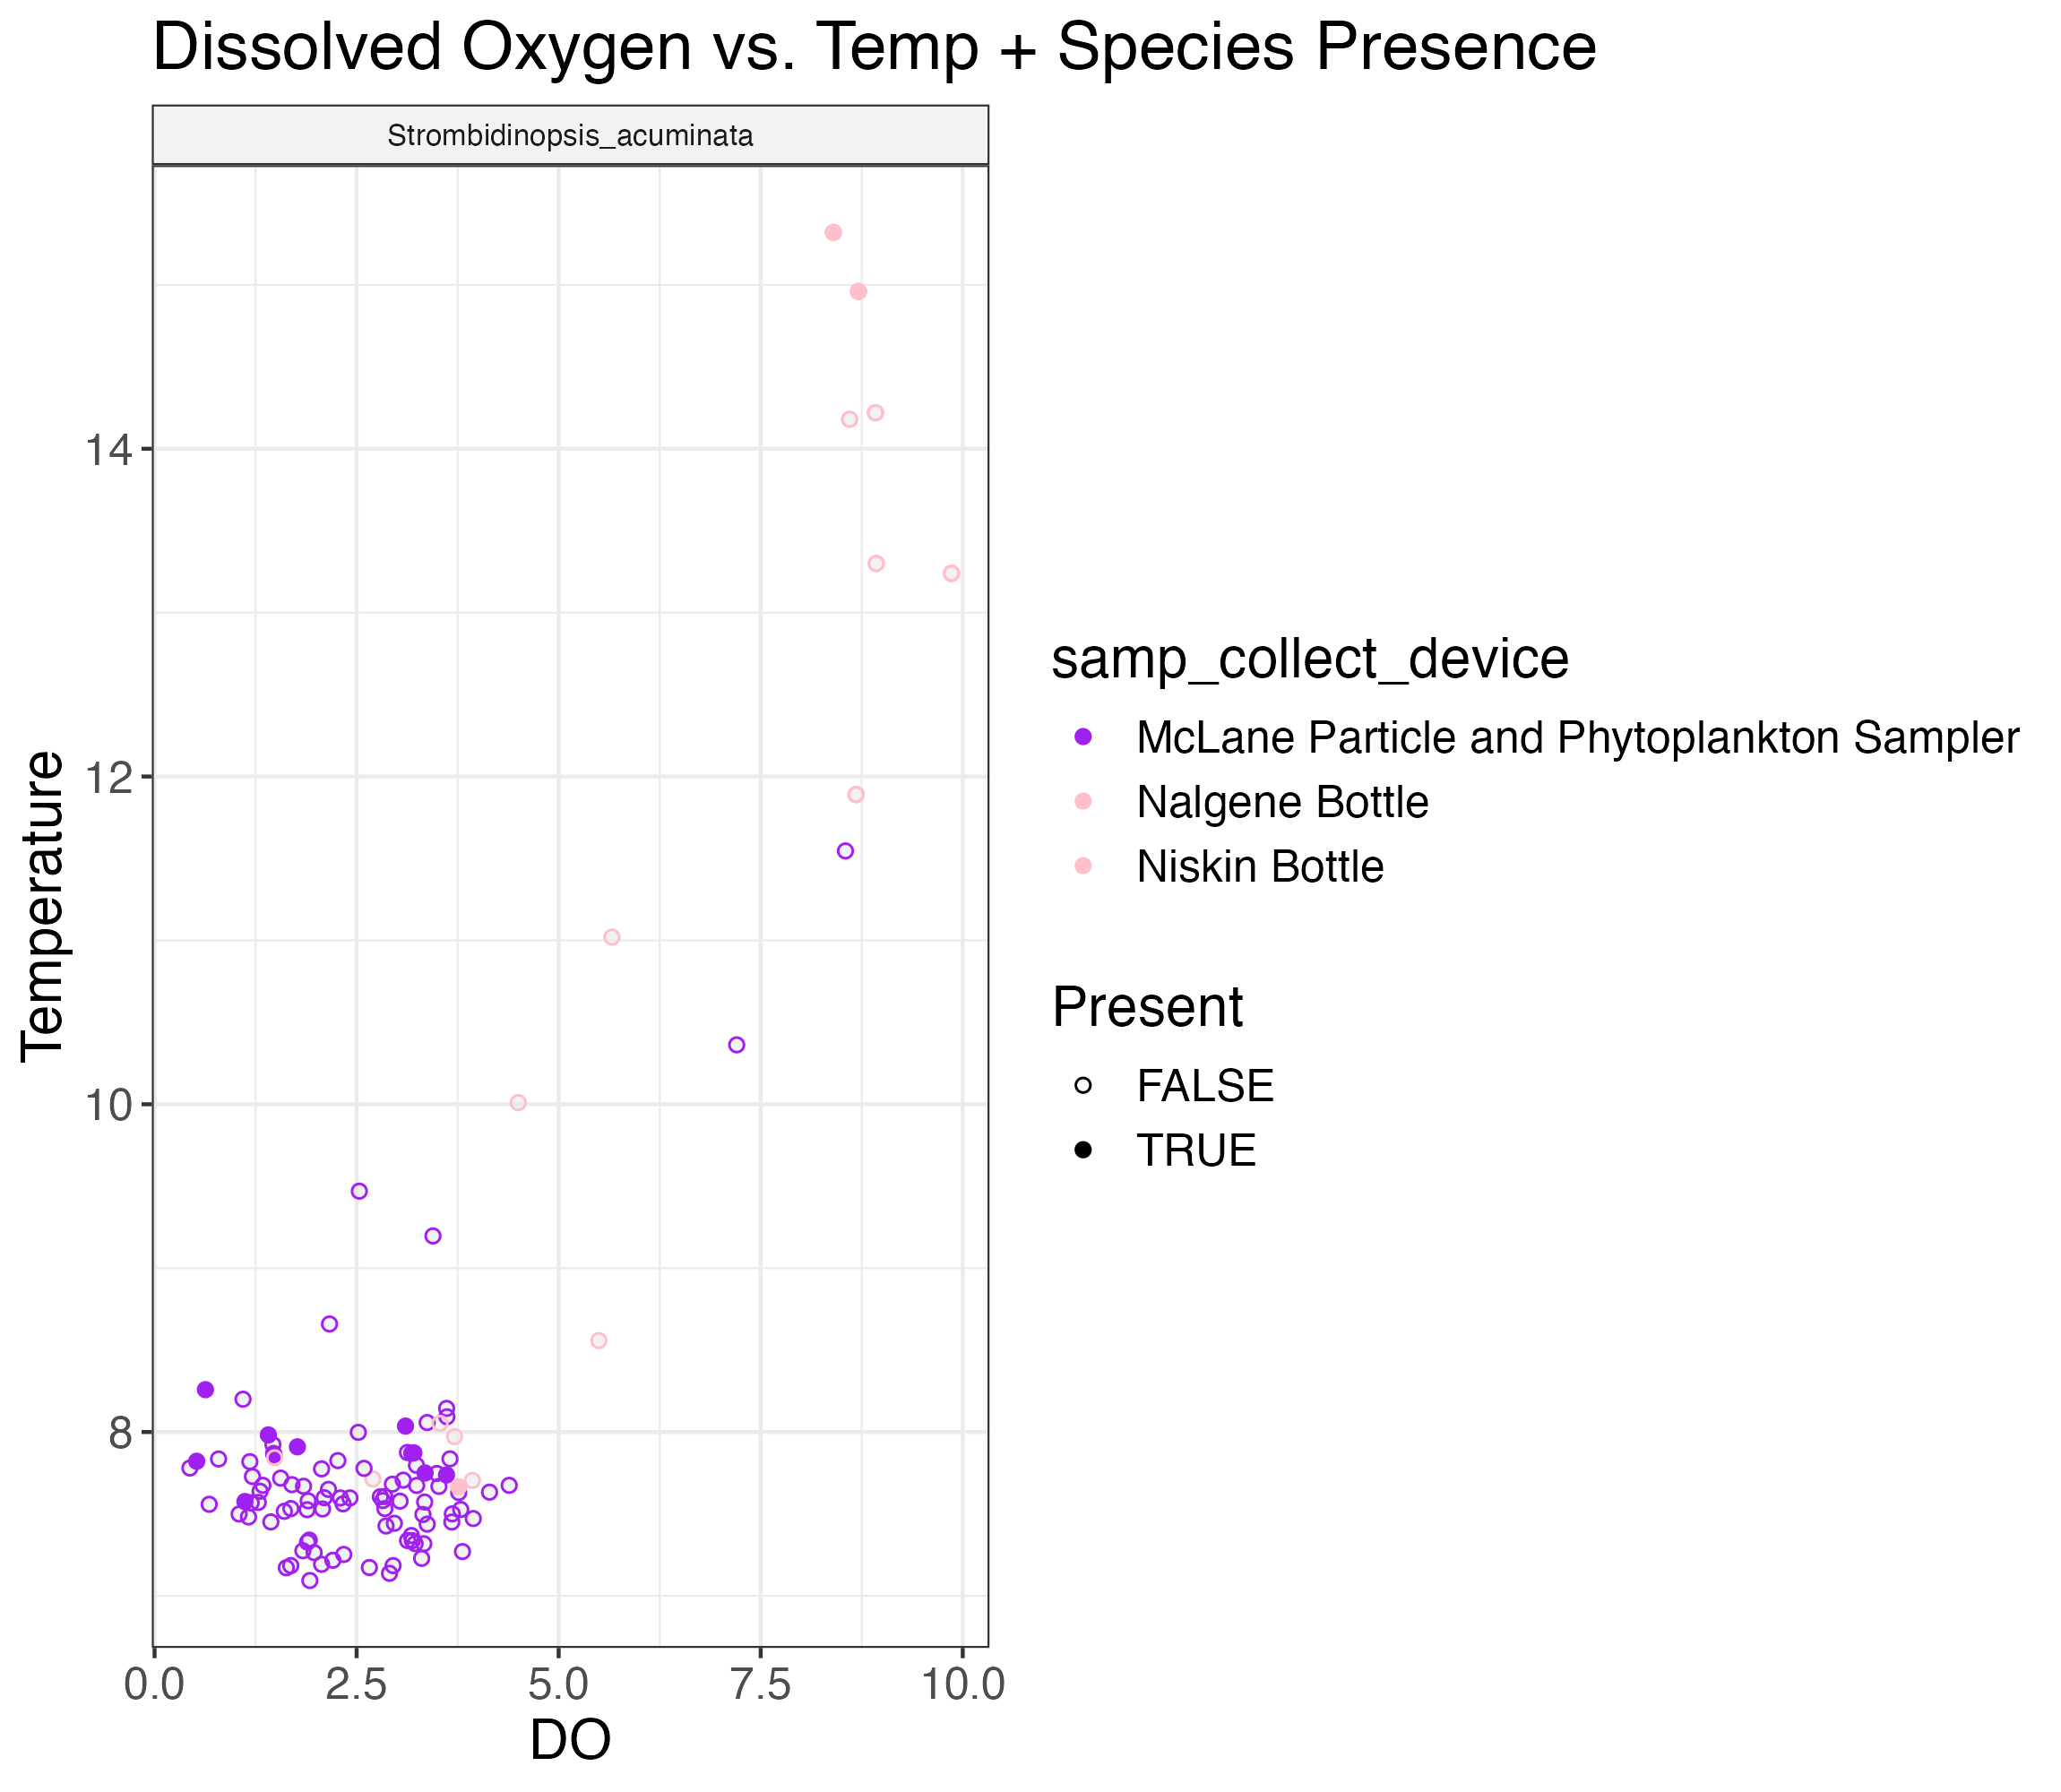 Dissolved Oxygen vs. Temp + Species Presence
Strombidinopsis_acuminata
14
12
10
8
Temperature
0.0 2.5 5.0 7.5 10.0
DO
samp_collect_device
McLane Particle and Phytoplankton Sampler
Nalgene Bottle
Niskin Bottle
Present
FALSE
TRUE